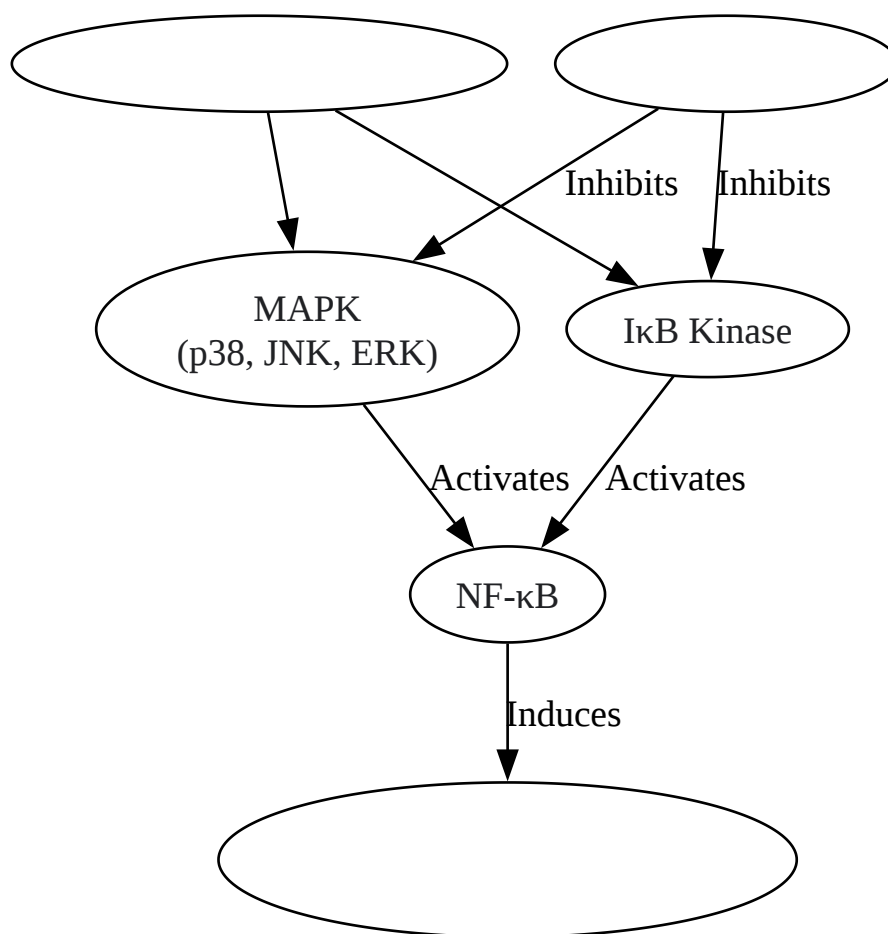 Inhibits
Inhibits
MAPK
(p38, JNK, ERK)
IκB Kinase
Activates
Activates
NF-κB
Induces